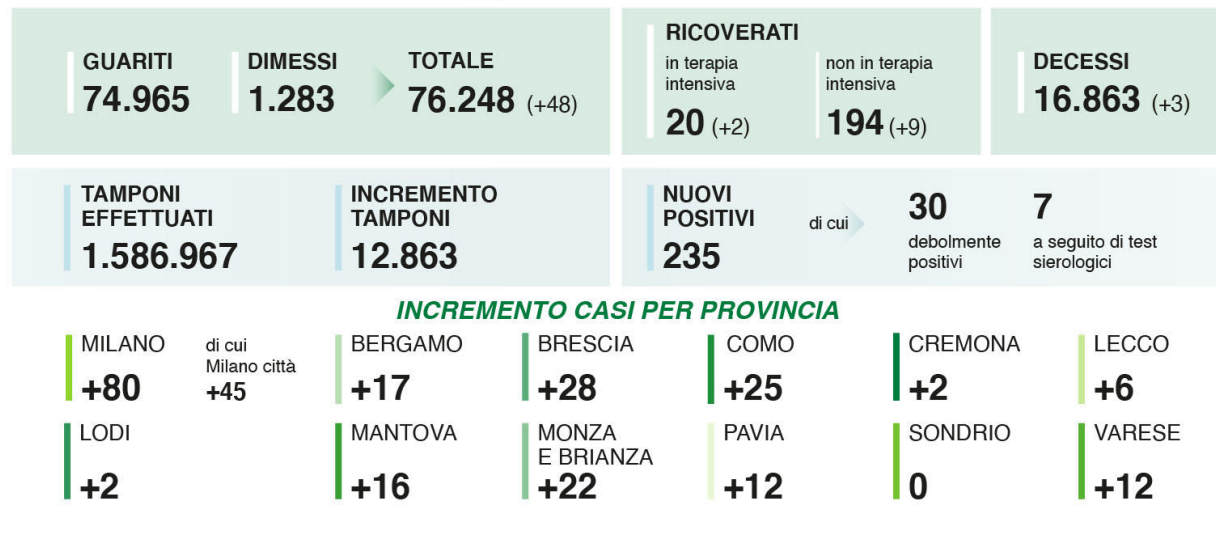 GUARITI
74.965
DIMESSI
1.283
TOTALE
76.248 (+48)
RICOVERATI
in terapia
intensiva
20 (+2)
non in terapia
intensiva
194 (+9)
DECESSI
16.863 (+3)
TAMPONI
EFFETTUATI
1.586.967
INCREMENTO
TAMPONI
12.863
NUOVI
POSITIVI
235
di cui
30
debolmente
positivi
7
a seguito di test
sierologici
INCREMENTO CASI PER PROVINCIA
MILANO
+80
di cui
Milano città
+45
BERGAMO
+17
BRESCIA
+28
COMO
+25
CREMONA
+2
LECCO
+6
LODI
+2
MANTOVA
+16
MONZA
E BRIANZA
+22
PAVIA
+12
SONDRIO
0
VARESE
+12